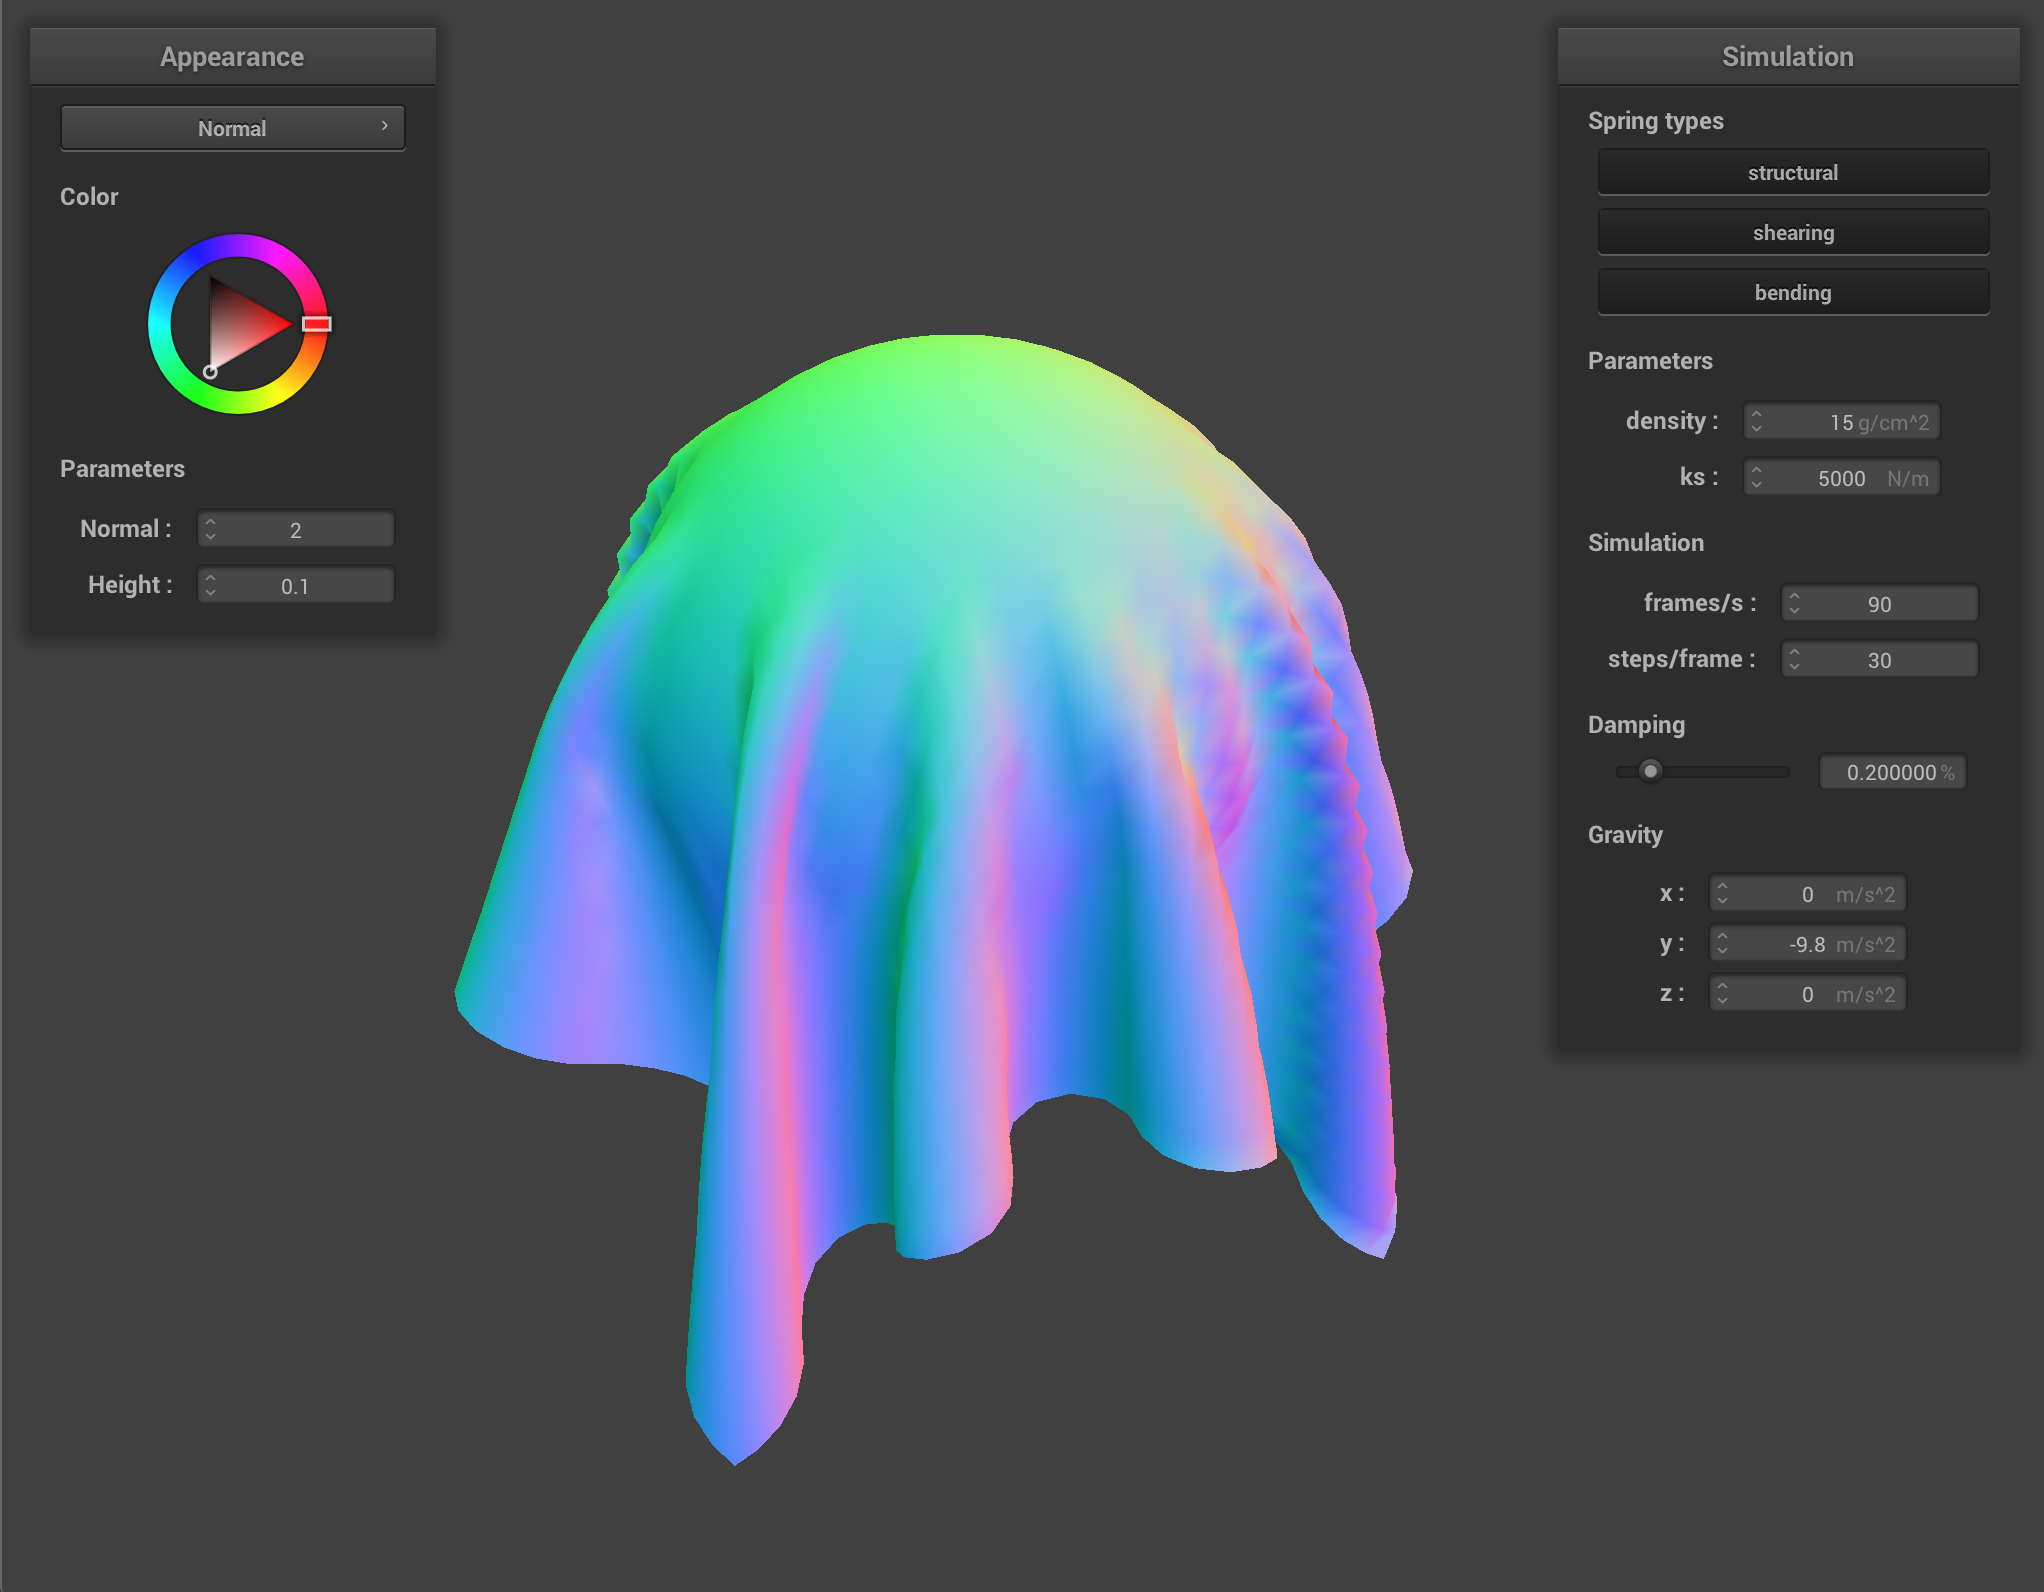 Appearance
Normal
Color
Parameters
Normal : 2
Height : 0.1
Simulation
Spring types
structural
shearing
bending
Parameters
density : 15 g/cm^2
ks : 5000 N/m
Simulation
frames/s : 90
steps/frame : 30
Damping
0.200000 %
Gravity
x : 0 m/s^2
y : -9.8 m/s^2
z : 0 m/s^2